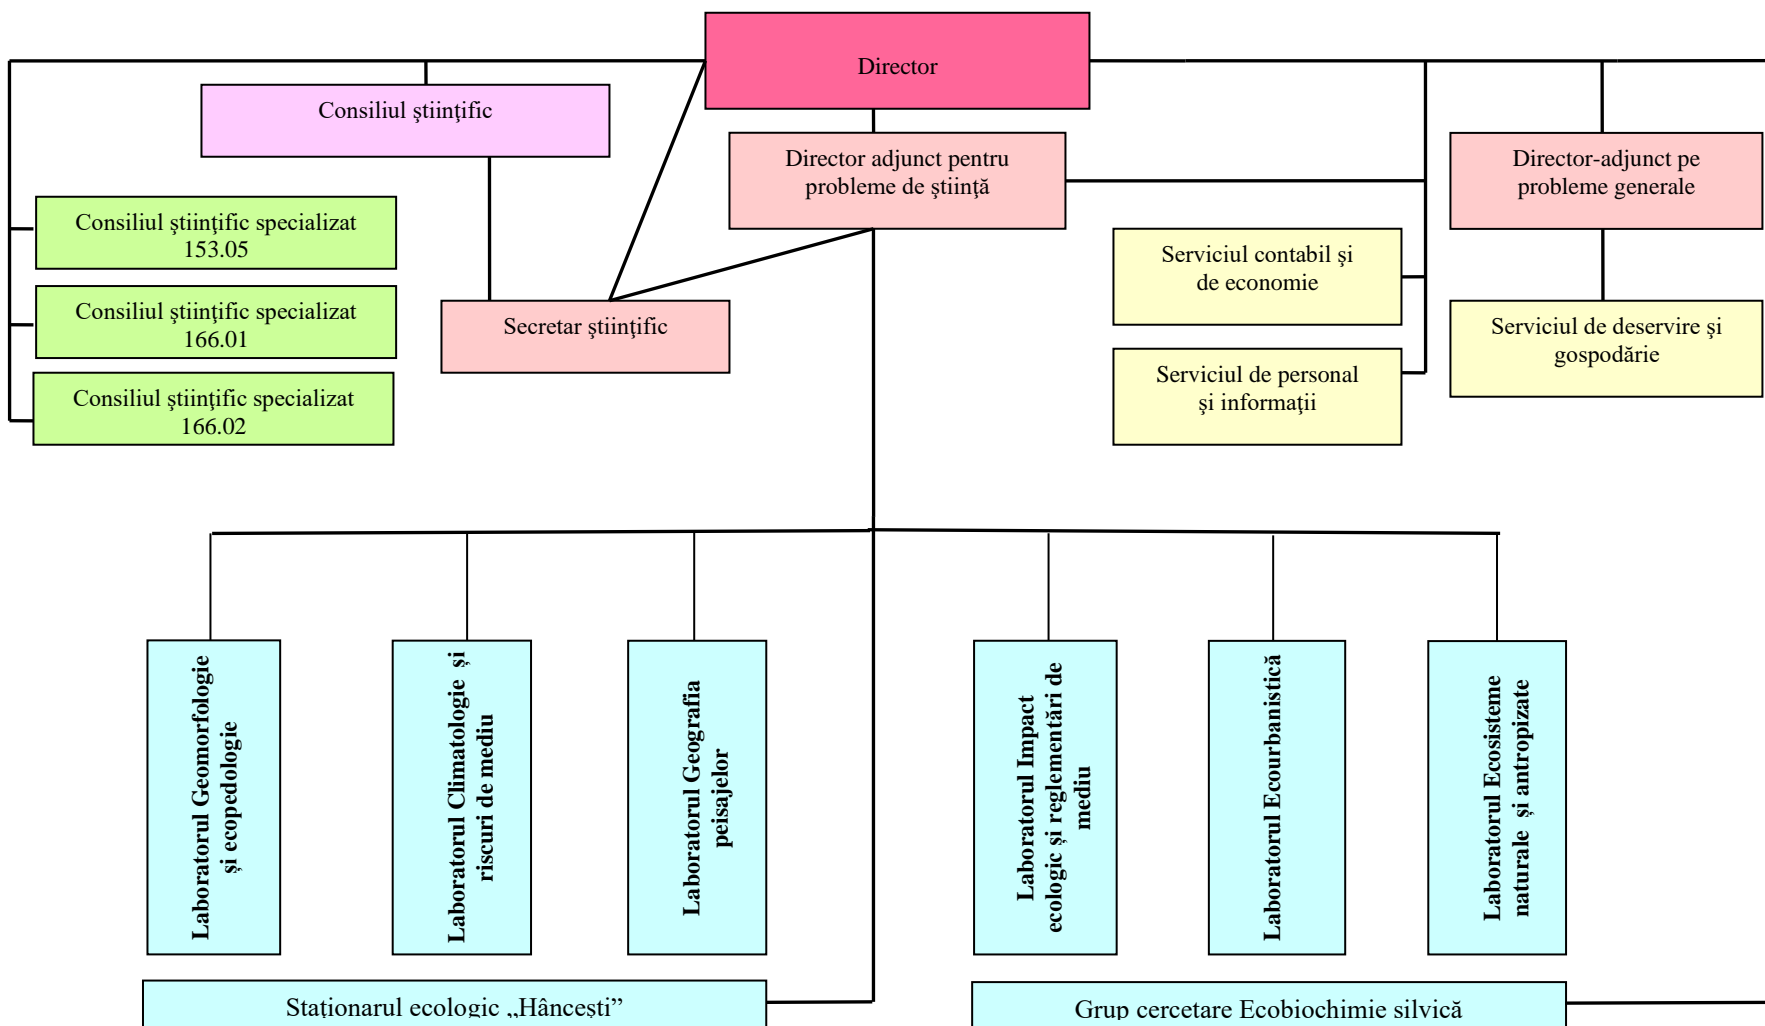 Director
Consiliul ştiinţific
Director adjunct pentru
probleme de ştiinţă
Director-adjunct pe
probleme generale
Consiliul ştiinţific specializat
153.05
Consiliul ştiinţific specializat
166.01
Consiliul ştiinţific specializat
166.02
Secretar ştiinţific
Serviciul contabil şi
de economie
Serviciul de personal
şi informaţii
Serviciul de deservire şi
gospodărie
Laboratorul Geomorfologie
și ecopedologie
Laboratorul Climatologie și
riscuri de mediu
Laboratorul Geografia
peisajelor
Laboratorul Impact
ecologic și reglementări de
mediu
Laboratorul Ecourbanistică
Laboratorul Ecosisteme
naturale și antropizate
Staționarul ecologic „Hâncești”
Grup cercetare Ecobiochimie silvică